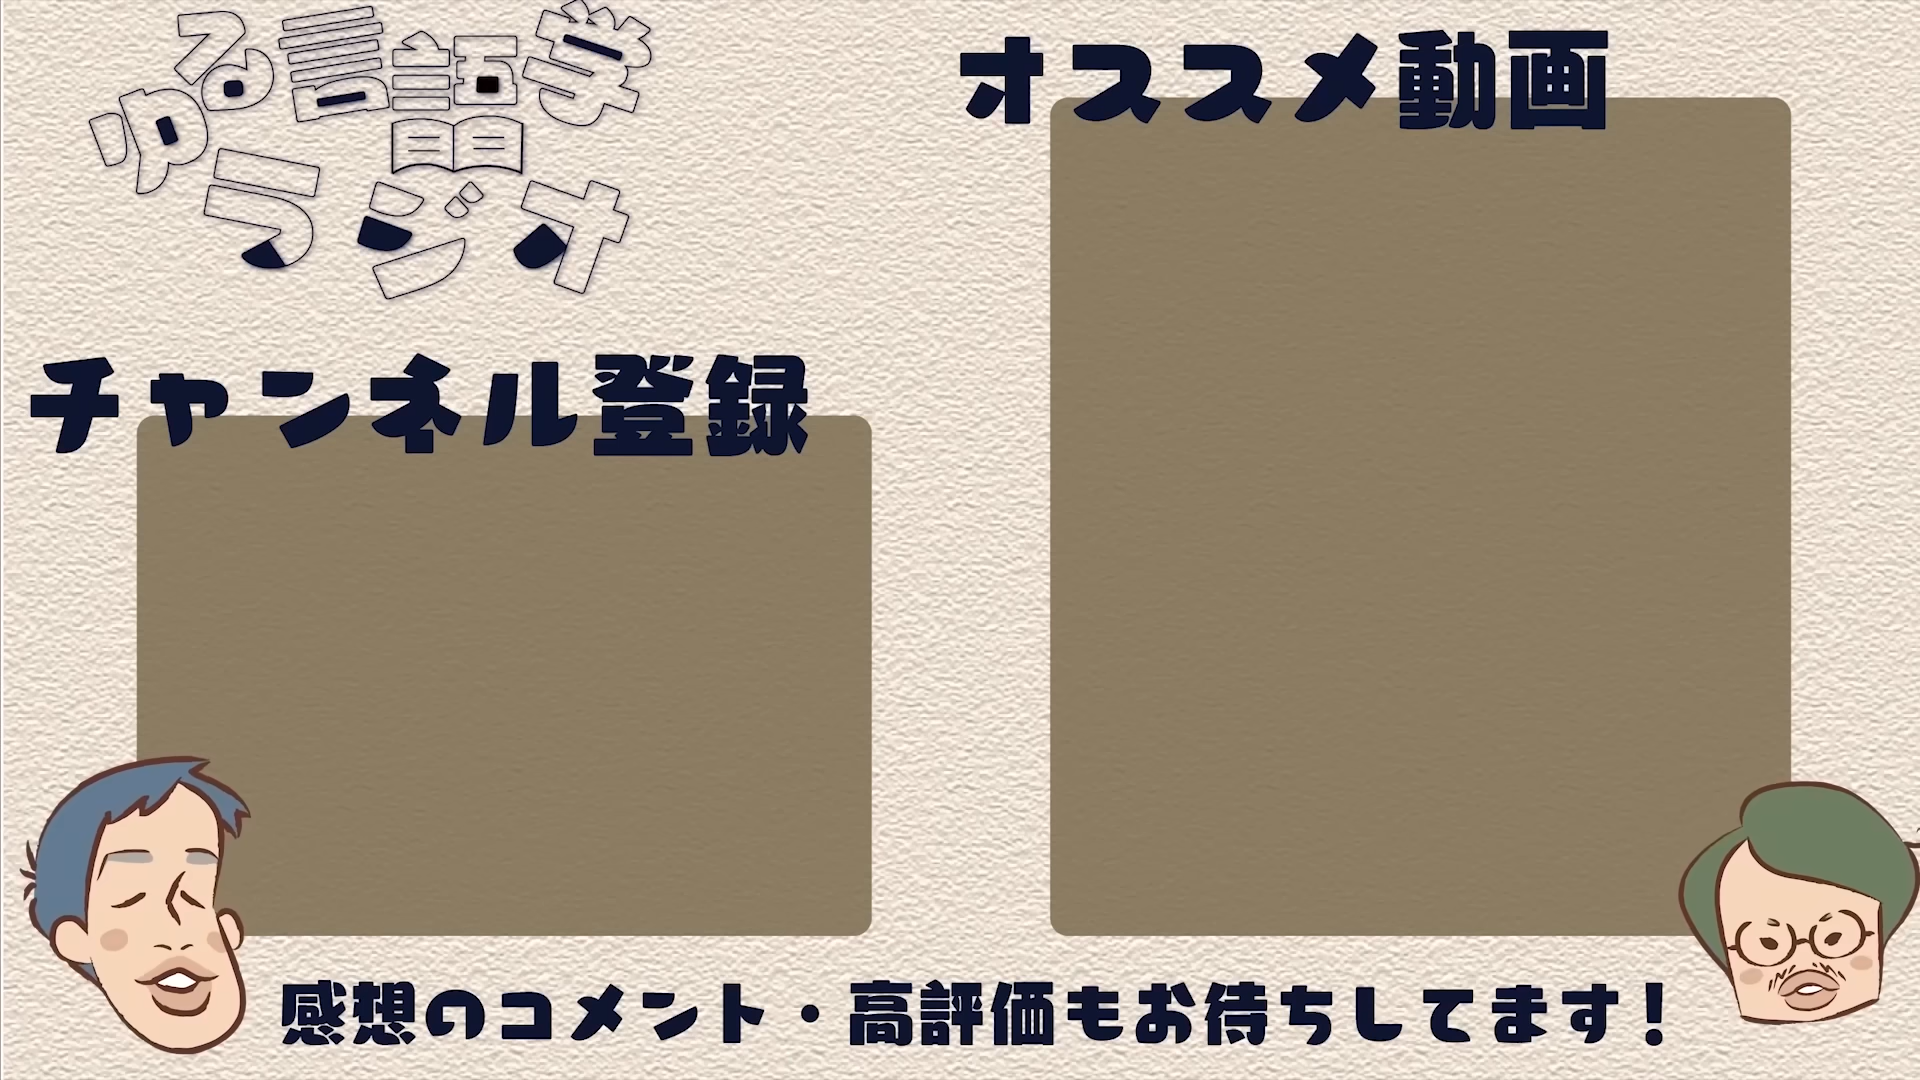 ゆる言語学
ラジオ
オススメ動画
チャンネル登録
感想のコメント・高評価もお待ちしてます！